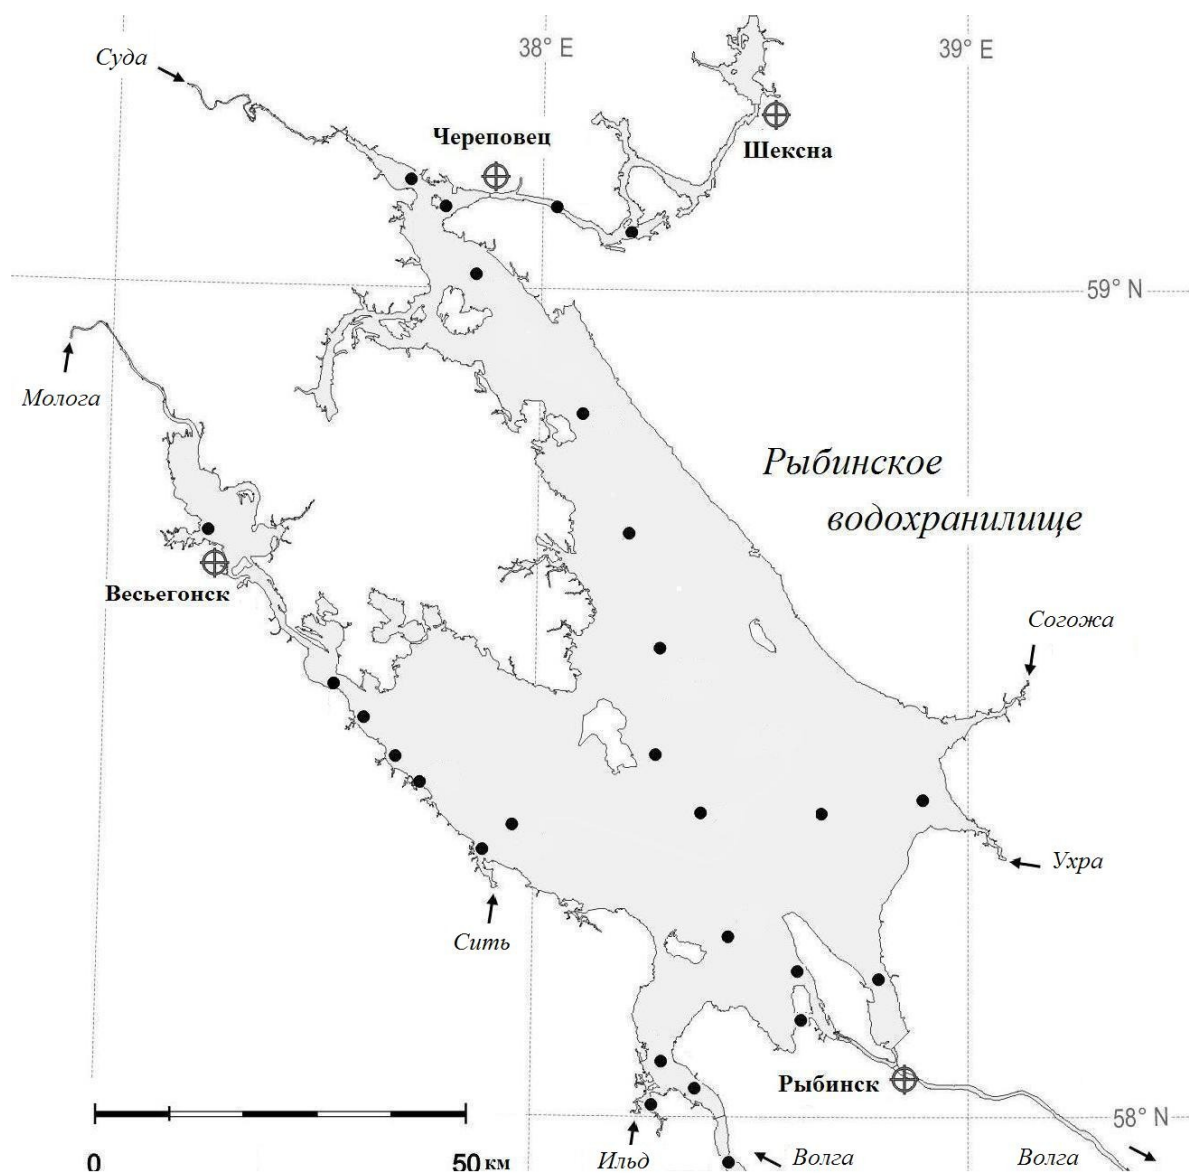 38° E
39° E
Суда
Череповец
Шексна
59° N
Молога
Рыбинское
водохранилище
Весьегонск
Согожа
Ухра
Сить
Рыбинск
58° N
0
50 км
Ильд
Волга
Волга